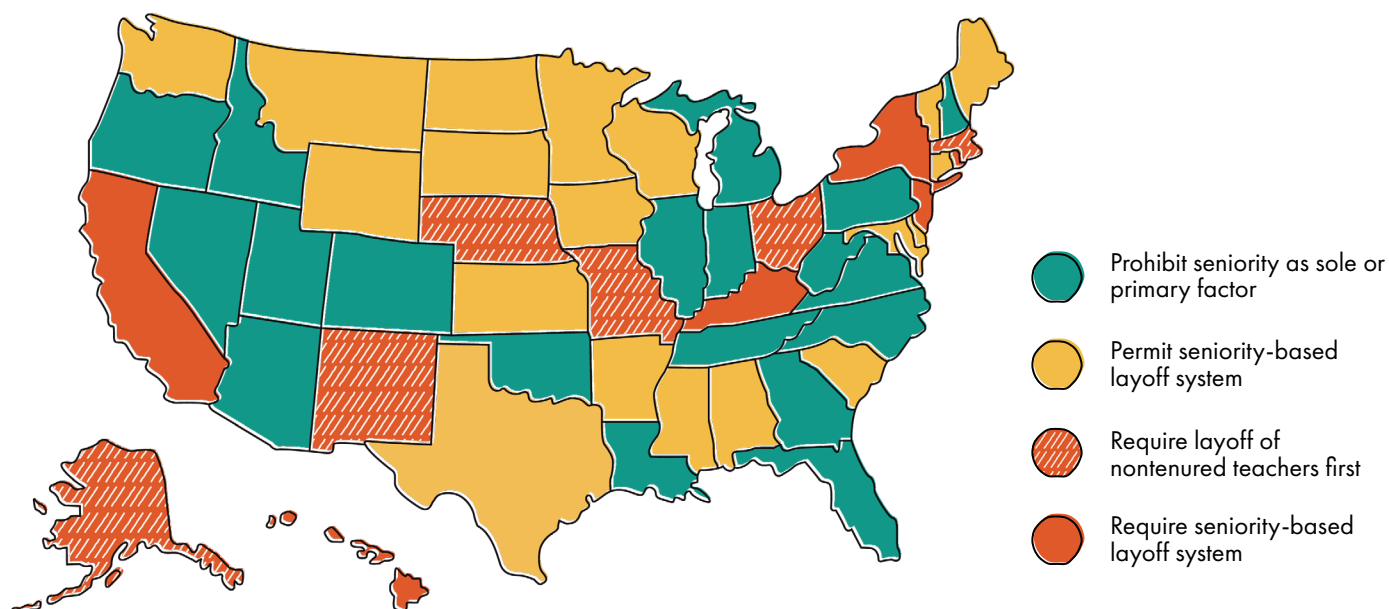 Prohibit seniority as sole or
primary factor
Permit seniority-based
layoff system
Require layoff of
nontenured teachers first
Require seniority-based
layoff system